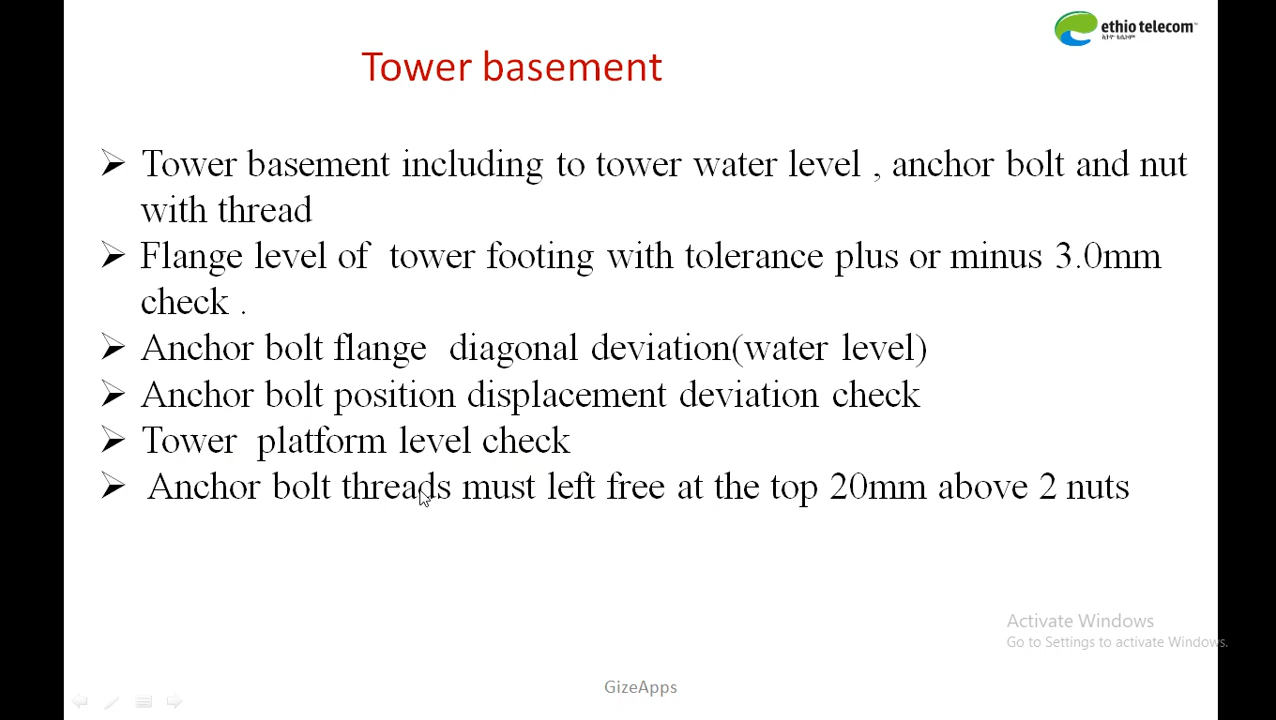 ethio telecom™
ኢትዮ ቴሌኮም
Tower basement
➢ Tower basement including to tower water level , anchor bolt and nut
with thread
➢ Flange level of tower footing with tolerance plus or minus 3.0mm
check .
➢ Anchor bolt flange diagonal deviation(water level)
➢ Anchor bolt position displacement deviation check
➢ Tower platform level check
➢ Anchor bolt threads must left free at the top 20mm above 2 nuts
Activate Windows
Go to Settings to activate Windows.
GizeApps